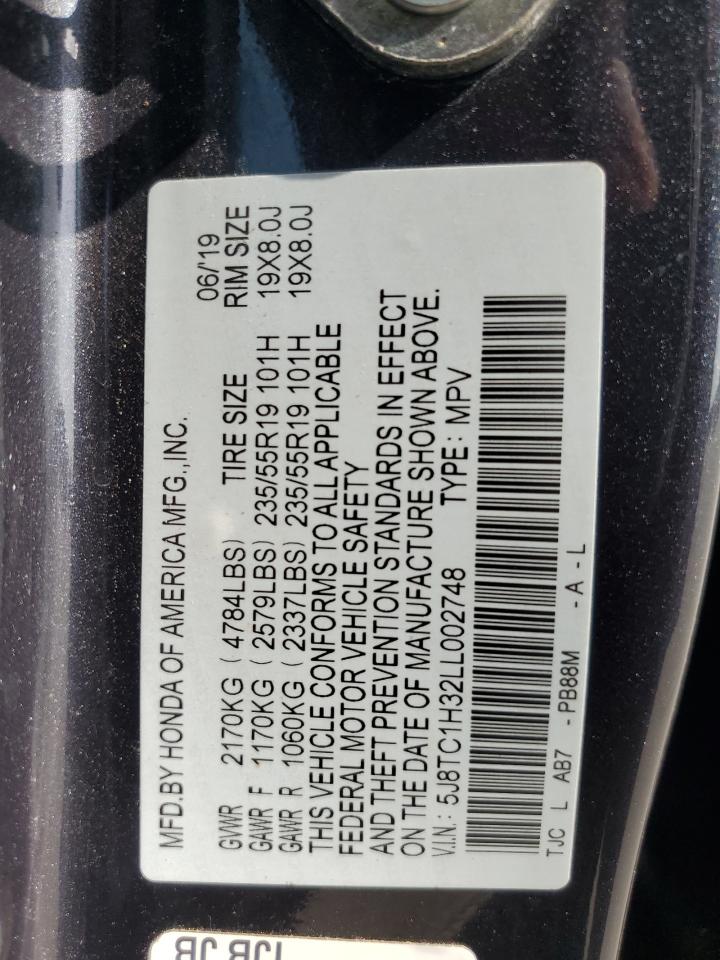 MFD.BY HONDA OF AMERICA MFG.,INC.
06/'19
GVWR 2170KG ( 4784LBS) TIRE SIZE RIM SIZE
GAWR F 1170KG ( 2579LBS) 235/55R19 101H 19X8.0J
GAWR R 1060KG ( 2337LBS) 235/55R19 101H 19X8.0J
THIS VEHICLE CONFORMS TO ALL APPLICABLE
FEDERAL MOTOR VEHICLE SAFETY
AND THEFT PREVENTION STANDARDS IN EFFECT
ON THE DATE OF MANUFACTURE SHOWN ABOVE.
V.I.N.: 5J8TC1H32LL002748 TYPE: MPV
TJC L AB7 - PB88M - A - L